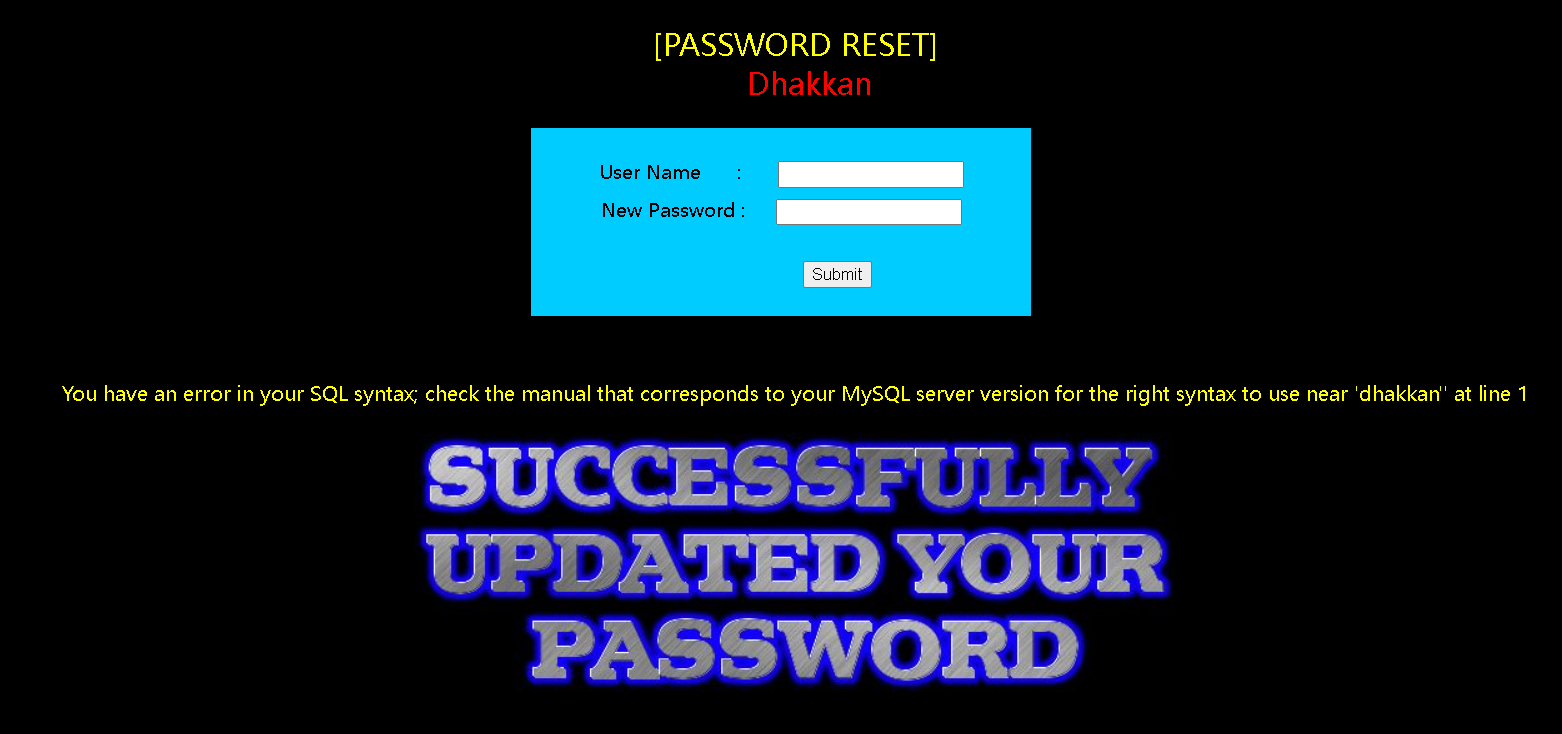 [PASSWORD RESET]
Dhakkan
User Name :
New Password :
Submit
You have an error in your SQL syntax; check the manual that corresponds to your MySQL server version for the right syntax to use near 'dhakkan'' at line 1
SUCCESSFULLY
UPDATED YOUR
PASSWORD